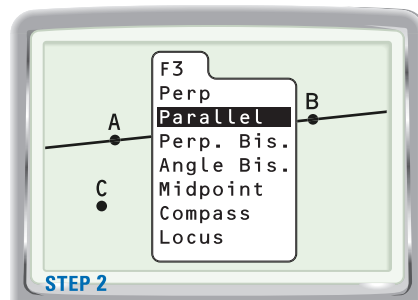 F3
Perp
A
Parallel
B
Perp. Bis.
Angle Bis.
C
Midpoint
Compass
Locus
STEP 2